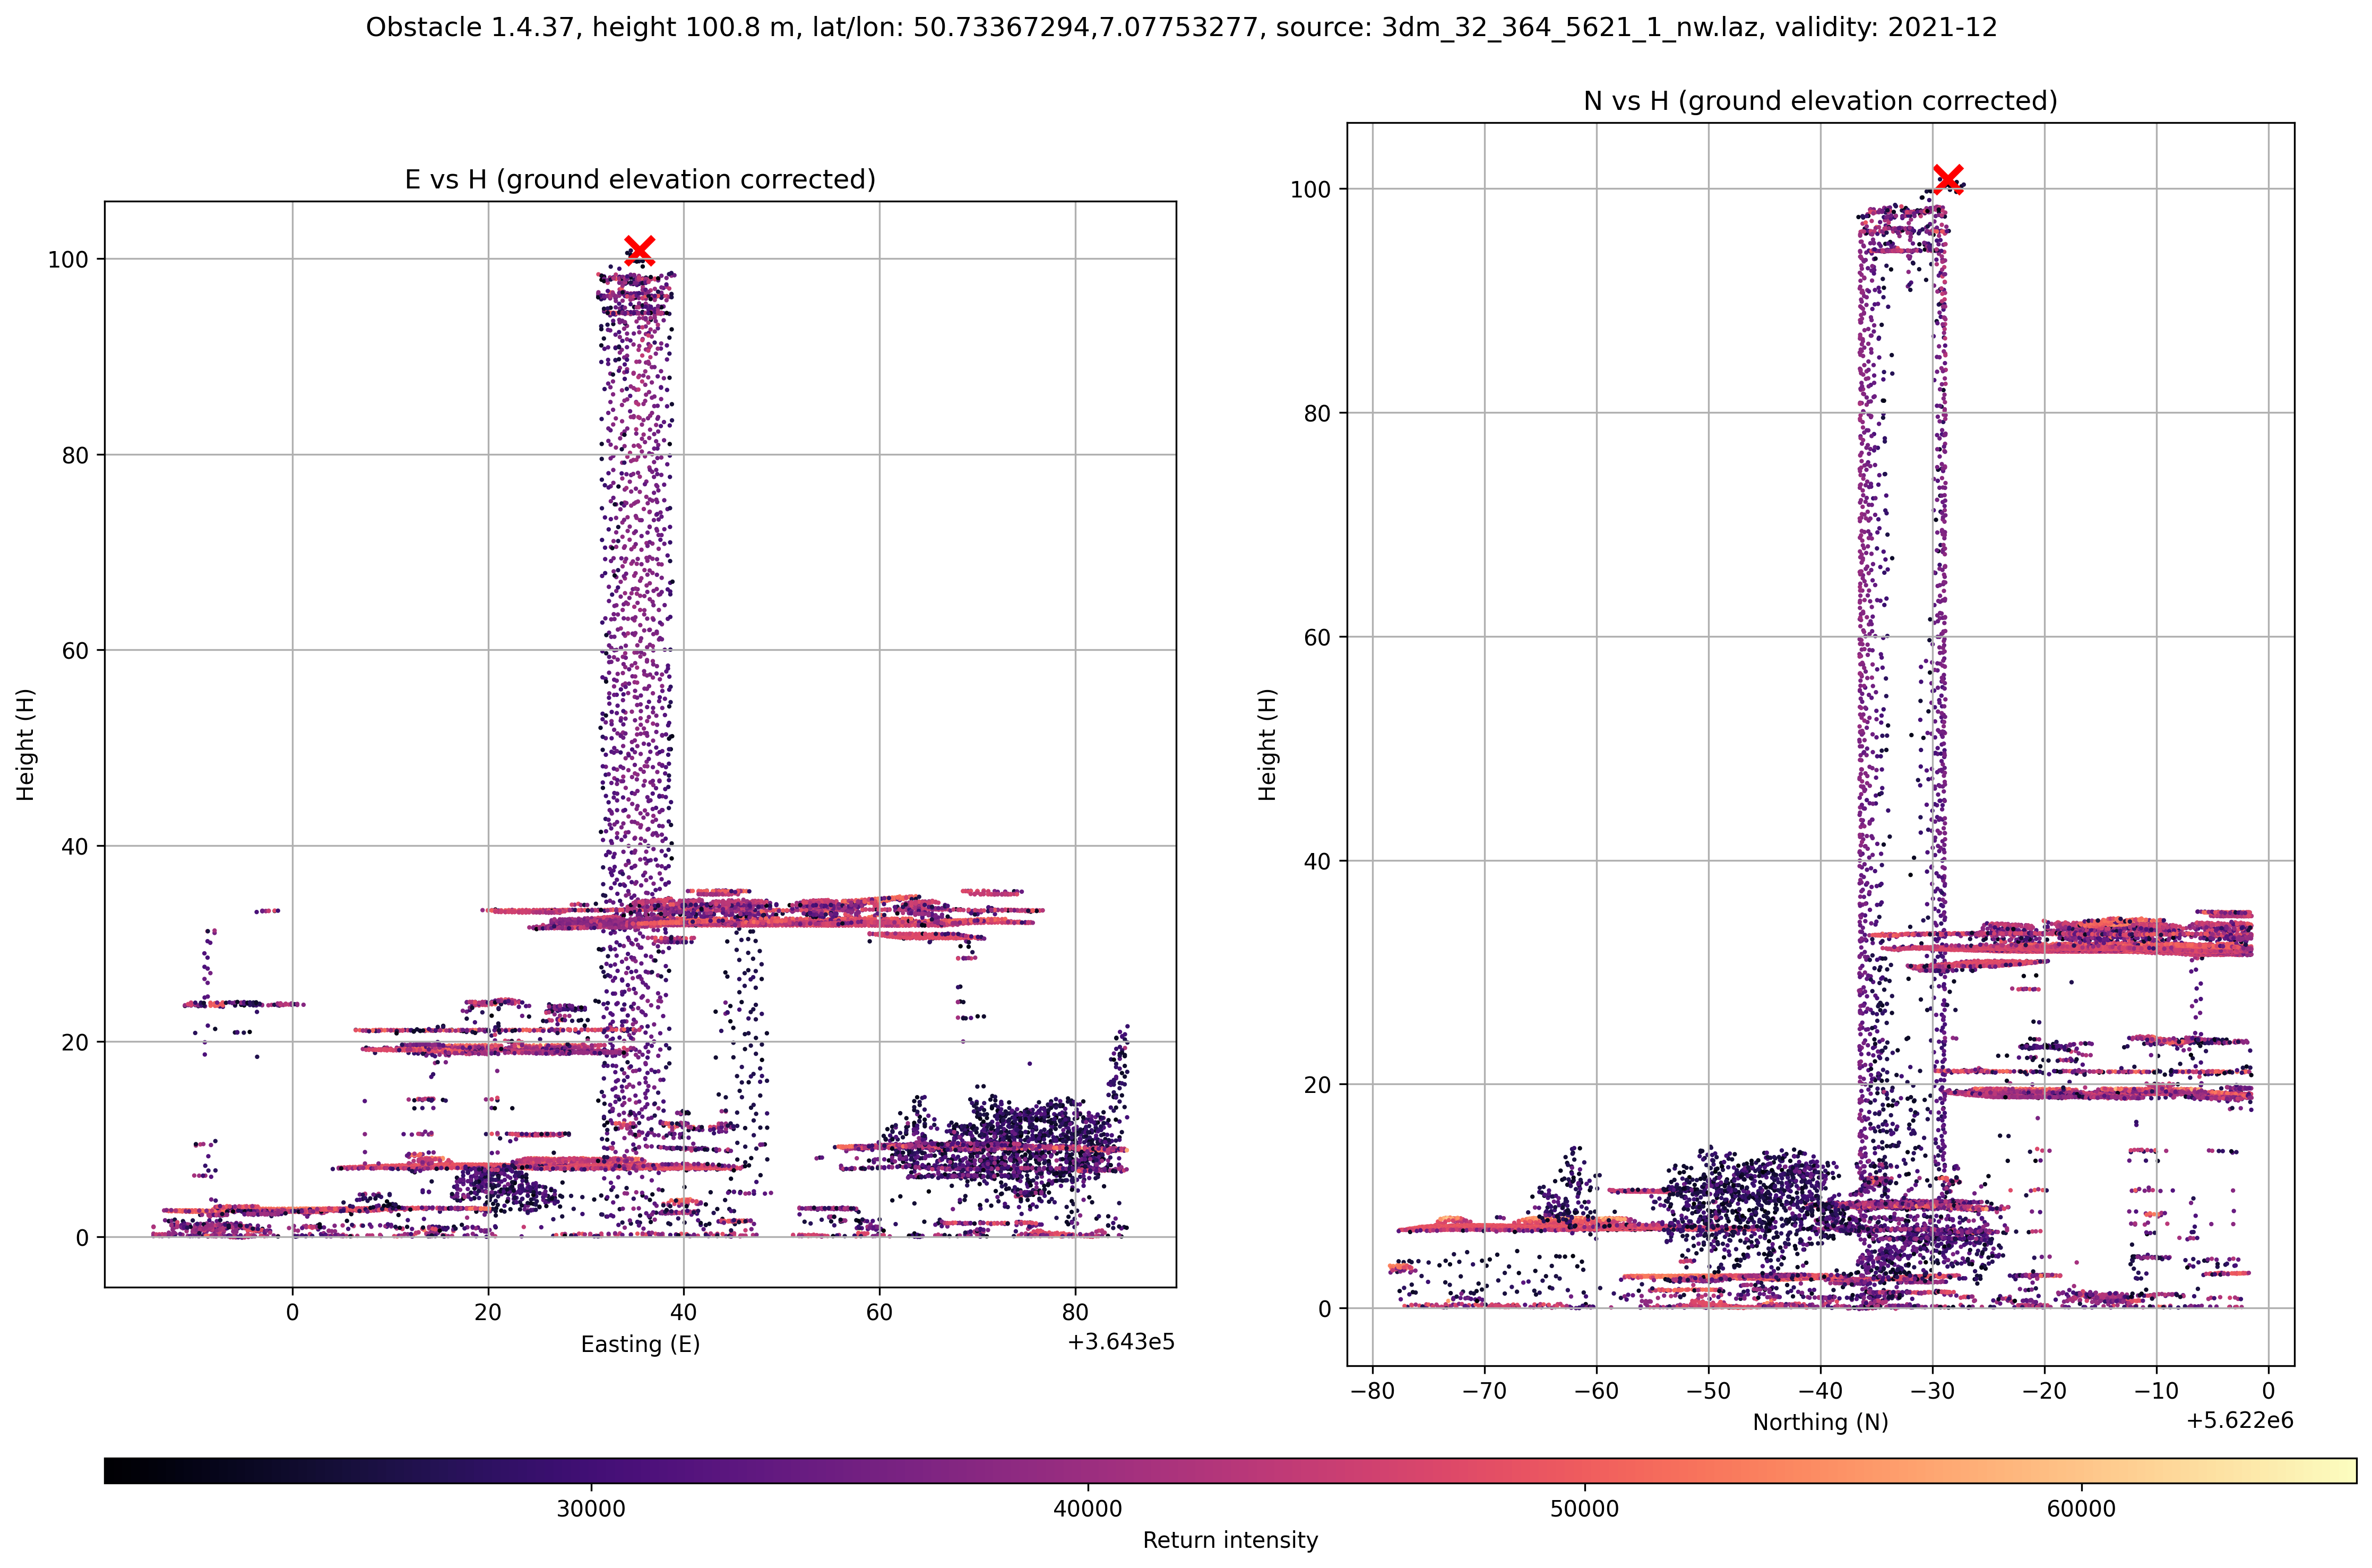 Obstacle 1.4.37, height 100.8 m, lat/lon: 50.73367294,7.07753277, source: 3dm_32_364_5621_1_nw.laz, validity: 2021-12
E vs H (ground elevation corrected)
100
80
60
40
20
0
Height (H)
0 20 40 60 80
Easting (E)
+3.643e5
N vs H (ground elevation corrected)
100
80
60
40
20
0
Height (H)
−80 −70 −60 −50 −40 −30 −20 −10 0
Northing (N)
+5.622e6
30000 40000 50000 60000
Return intensity